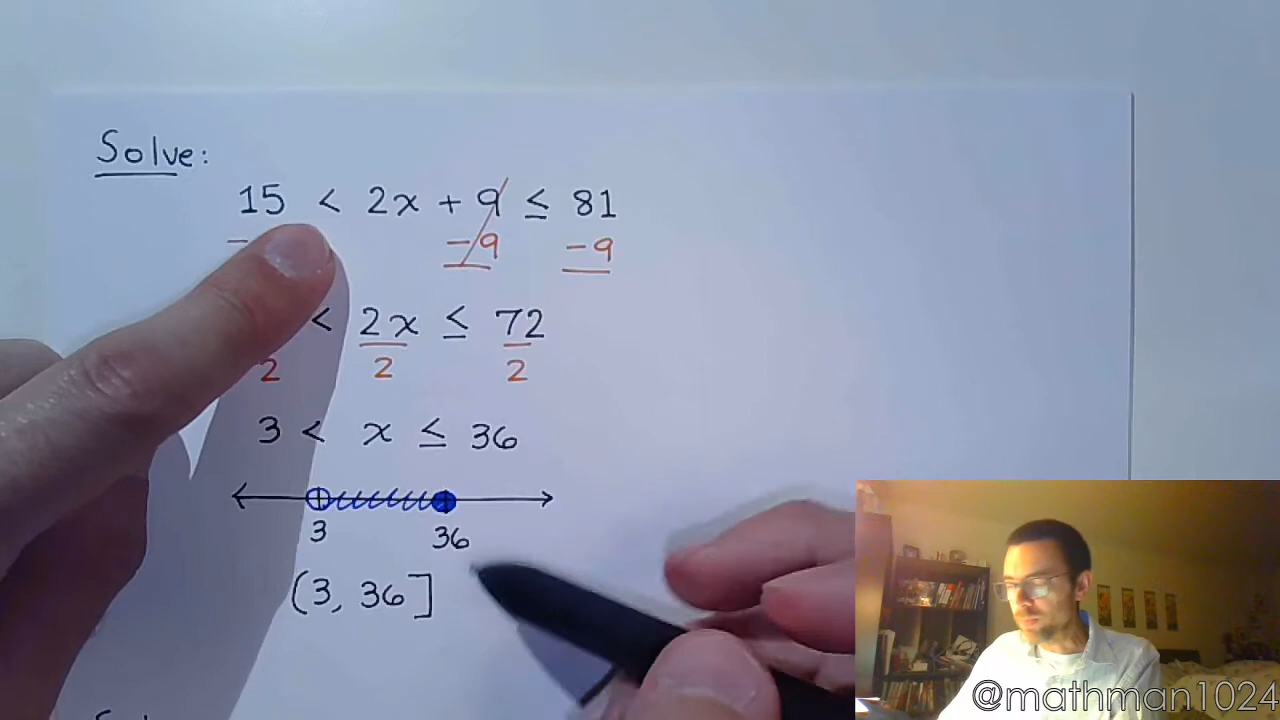 Solve:
15 < 2x + 9 ≤ 81
- -9 -9
< 2x ≤ 72
2 2 2
3 < x ≤ 36
3 36
(3, 36]
@mathman1024